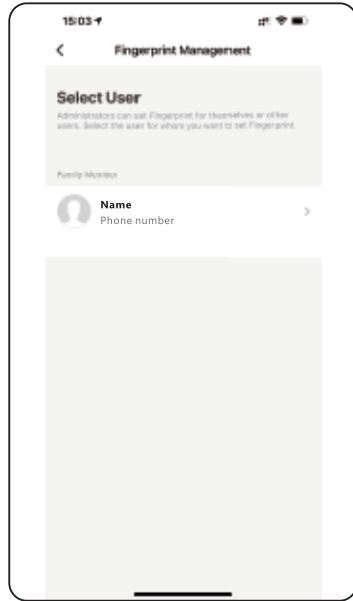 15:03
Fingerprint Management
Select User
Administrators can set Fingerprint for themselves or other
users. Select the user for whom you want to set Fingerprint.
Family Member
Name
Phone number